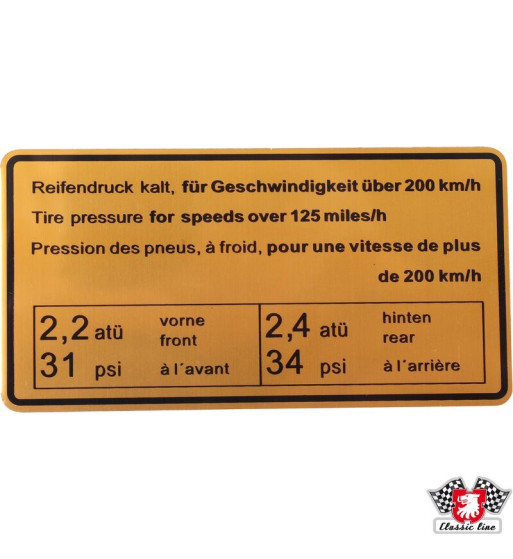 Reifendruck kalt, für Geschwindigkeit über 200 km/h
Tire pressure for speeds over 125 miles/h
Pression des pneus, à froid, pour une vitesse de plus
de 200 km/h
2,2 atü vorne front
31 psi à l´avant
2,4 atü hinten rear
34 psi à l´arrière
Classic line